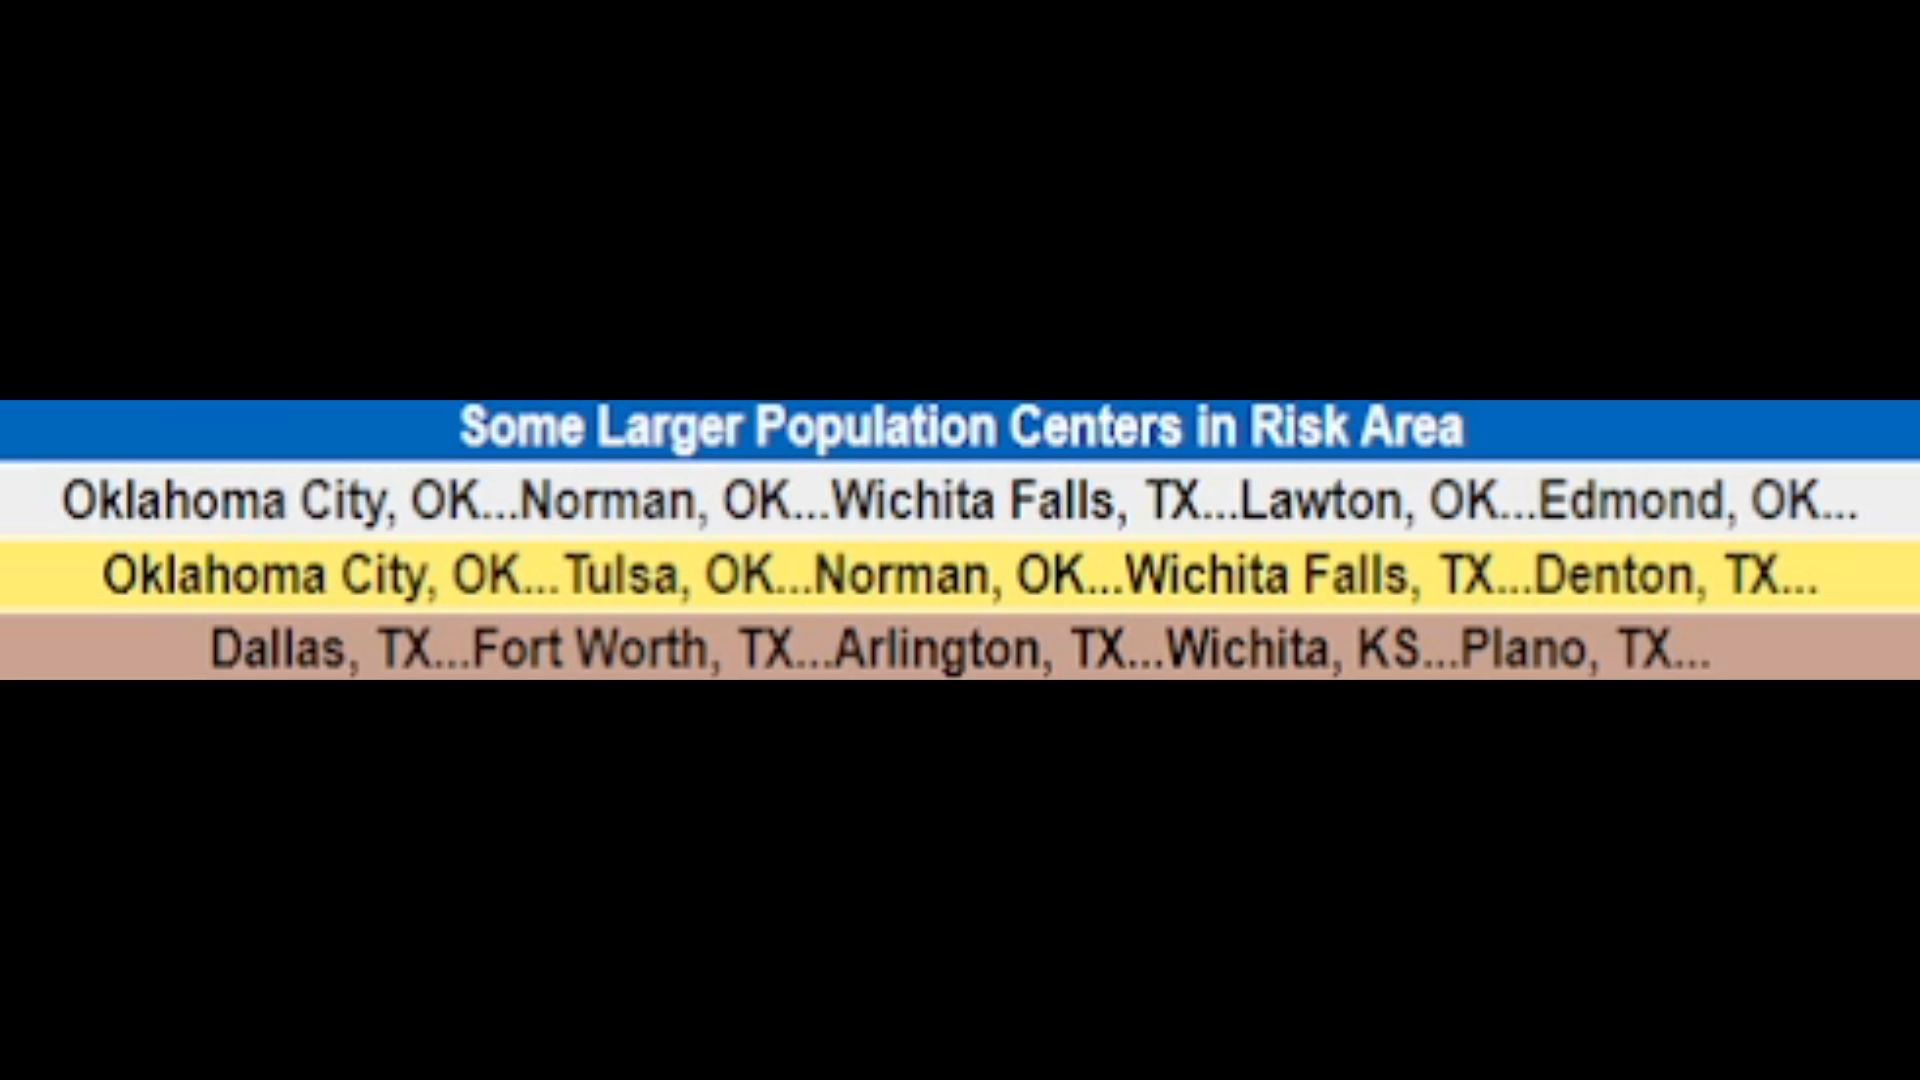 Some Larger Population Centers in Risk Area
Oklahoma City, OK...Norman, OK...Wichita Falls, TX...Lawton, OK...Edmond, OK...
Oklahoma City, OK...Tulsa, OK...Norman, OK...Wichita Falls, TX...Denton, TX...
Dallas, TX...Fort Worth, TX...Arlington, TX...Wichita, KS...Plano, TX...